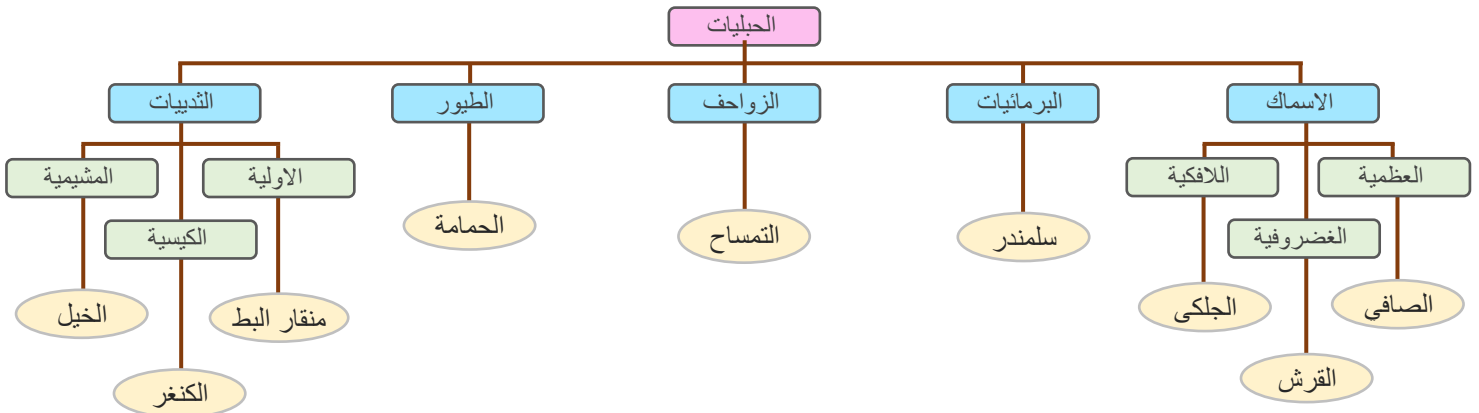 الحبليات
الاسماك
البرمائيات
الزواحف
الطيور
الثدييات
العظمية
اللافكية
الاولية
المشيمية
الغضروفية
الكيسية
سلمندر
التمساح
الحمامة
الصافي
الجلكى
منقار البط
الخيل
القرش
الكنغر